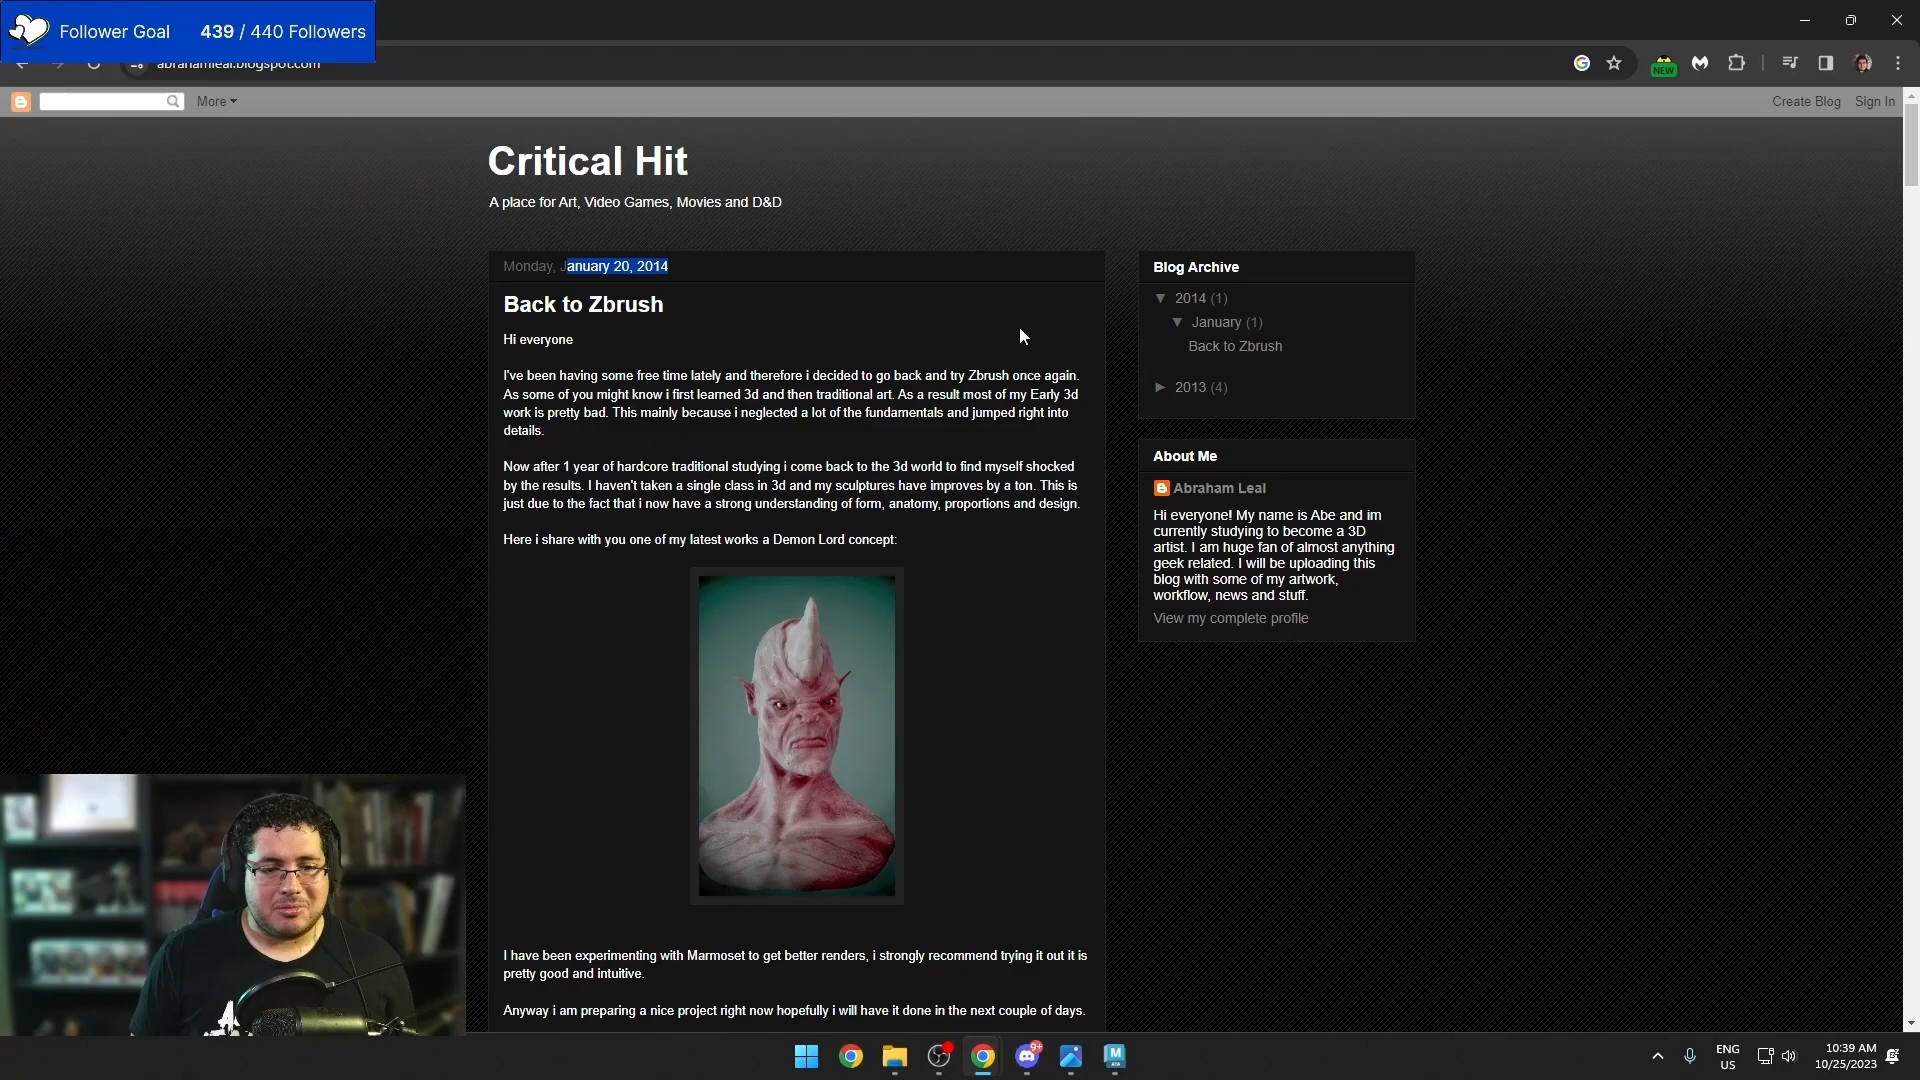 Follower Goal 439 / 440 Followers
abrahamleal.blogspot.com
NEW
More
Create Blog Sign In
Critical Hit
A place for Art, Video Games, Movies and D&D
Monday, January 20, 2014
Back to Zbrush
Hi everyone
I've been having some free time lately and therefore i decided to go back and try Zbrush once again.
As some of you might know i first learned 3d and then traditional art. As a result most of my Early 3d
work is pretty bad. This mainly because i neglected a lot of the fundamentals and jumped right into
details.
Now after 1 year of hardcore traditional studying i come back to the 3d world to find myself shocked
by the results. I haven't taken a single class in 3d and my sculptures have improves by a ton. This is
just due to the fact that i now have a strong understanding of form, anatomy, proportions and design.
Here i share with you one of my latest works a Demon Lord concept:
I have been experimenting with Marmoset to get better renders, i strongly recommend trying it out it is
pretty good and intuitive.
Anyway i am preparing a nice project right now hopefully i will have it done in the next couple of days.
Blog Archive
▼ 2014 (1)
▼ January (1)
Back to Zbrush
► 2013 (4)
About Me
Abraham Leal
Hi everyone! My name is Abe and im
currently studying to become a 3D
artist. I am huge fan of almost anything
geek related. I will be uploading this
blog with some of my artwork,
workflow, news and stuff.
View my complete profile
9+
M
ENG
US
10:39 AM
10/25/2023